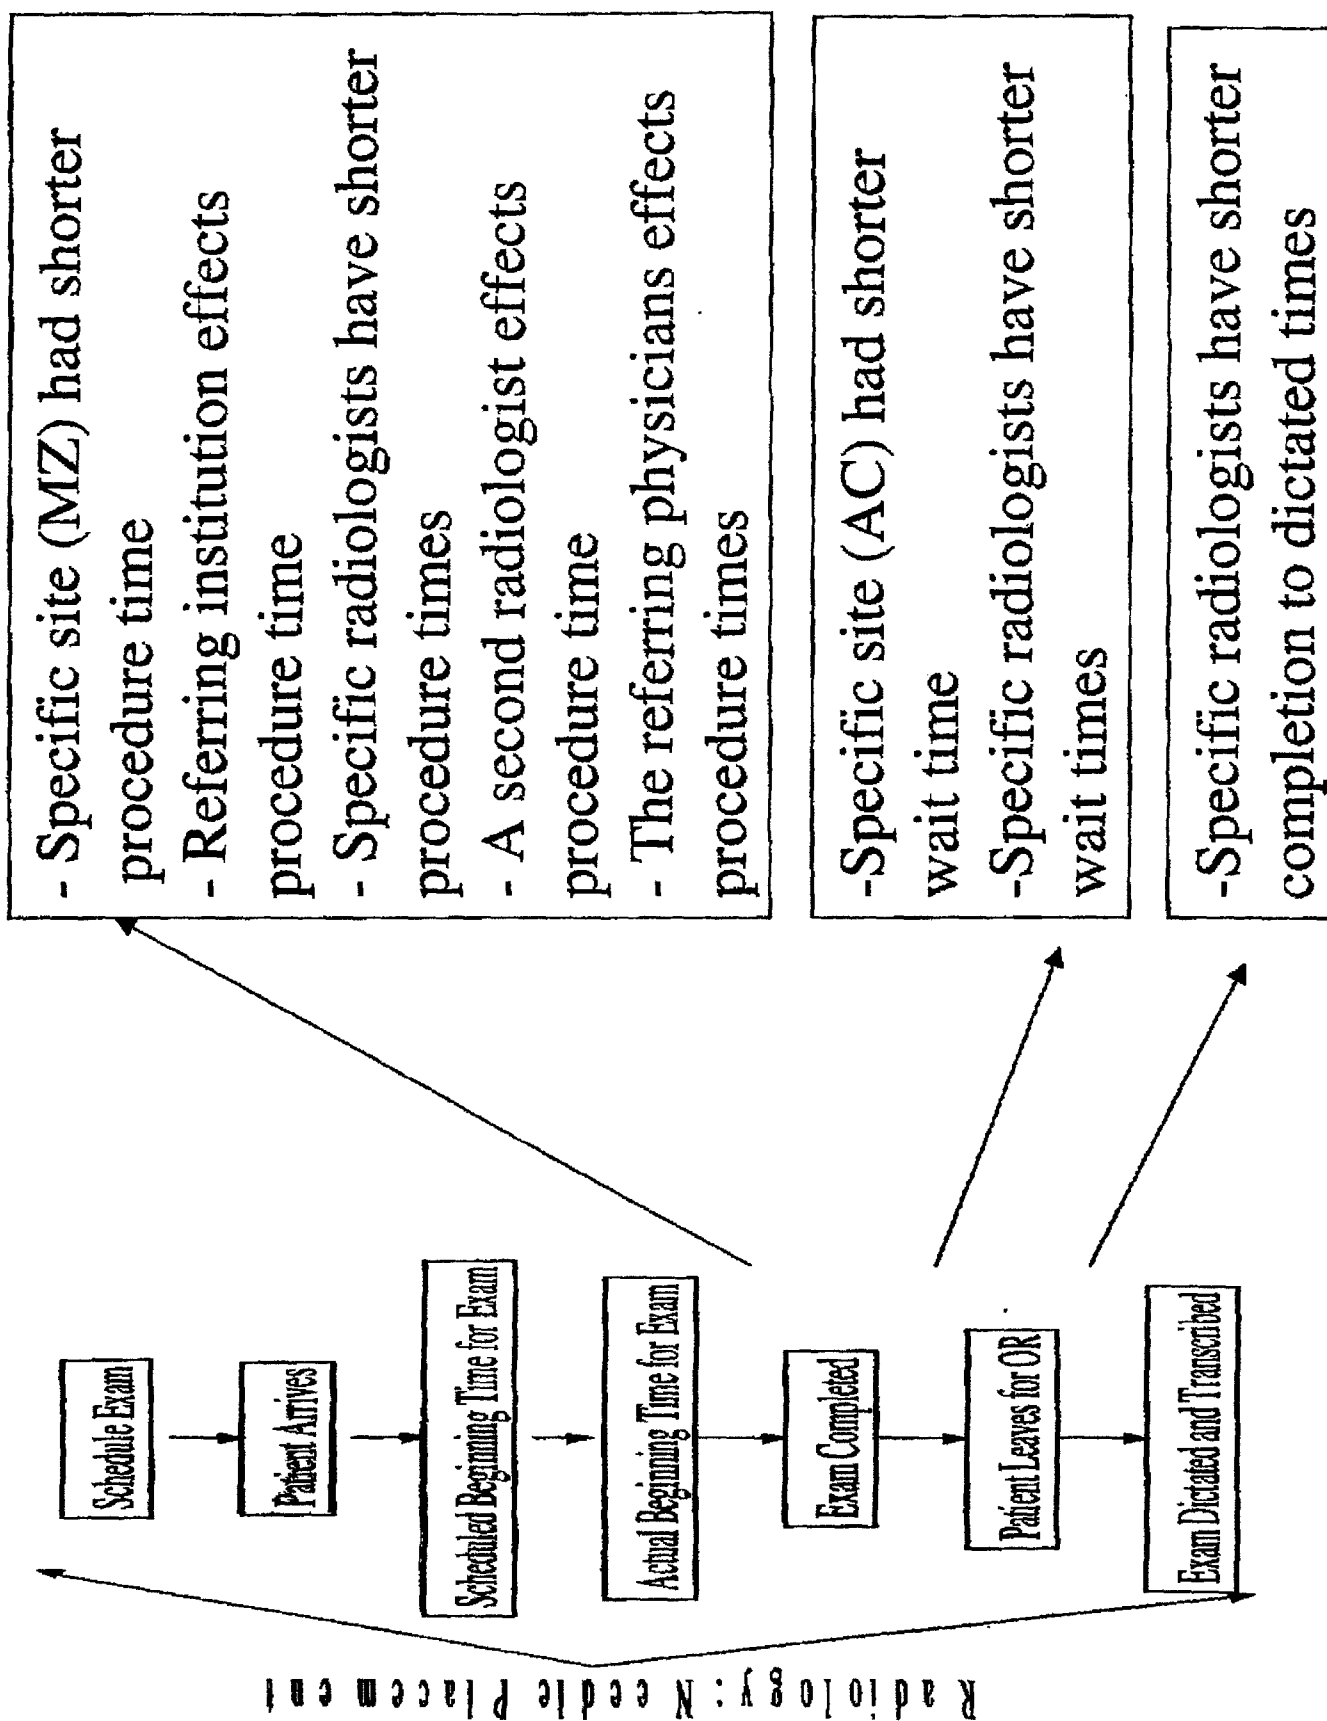 Radiology: Needle Placement
Schedule Exam
Patient Arrives
Scheduled Beginning Time for Exam
Actual Beginning Time for Exam
Exam Completed
Patient Leaves for OR
Exam Dictated and Transcribed
- Specific site (MZ) had shorter
procedure time
- Referring institution effects
procedure time
- Specific radiologists have shorter
procedure times
- A second radiologist effects
procedure time
- The referring physicians effects
procedure times
-Specific site (AC) had shorter
wait time
-Specific radiologists have shorter
wait times
-Specific radiologists have shorter
completion to dictated times